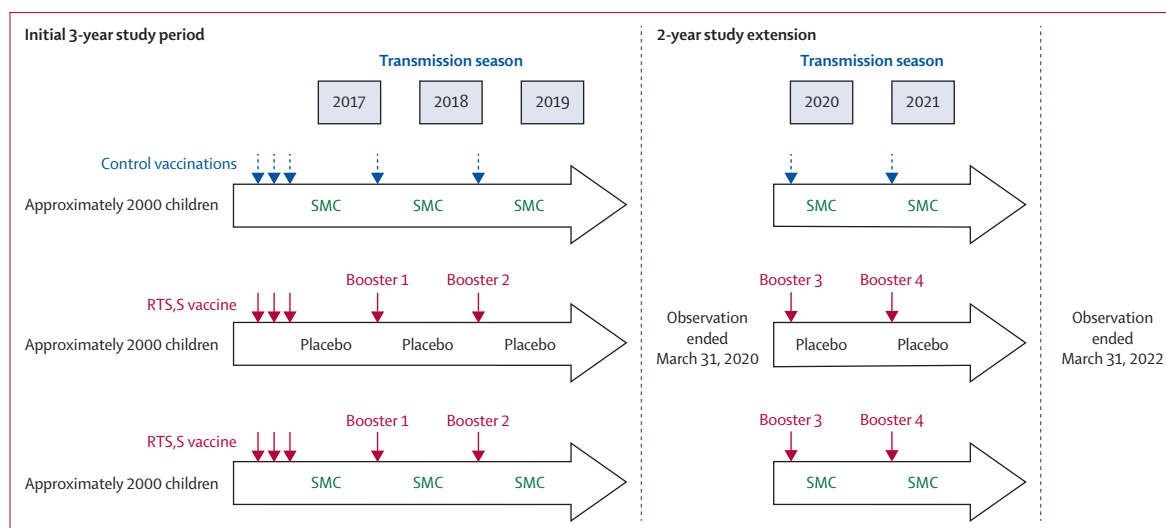 Initial 3-year study period
2-year study extension
Transmission season
Transmission season
2017
2018
2019
2020
2021
Control vaccinations
Approximately 2000 children
SMC
SMC
SMC
SMC
SMC
Booster 1
Booster 2
Booster 3
Booster 4
RTS,S vaccine
Approximately 2000 children
Placebo
Placebo
Placebo
Observation
ended
March 31, 2020
Placebo
Placebo
Observation
ended
March 31, 2022
Booster 1
Booster 2
Booster 3
Booster 4
RTS,S vaccine
Approximately 2000 children
SMC
SMC
SMC
SMC
SMC